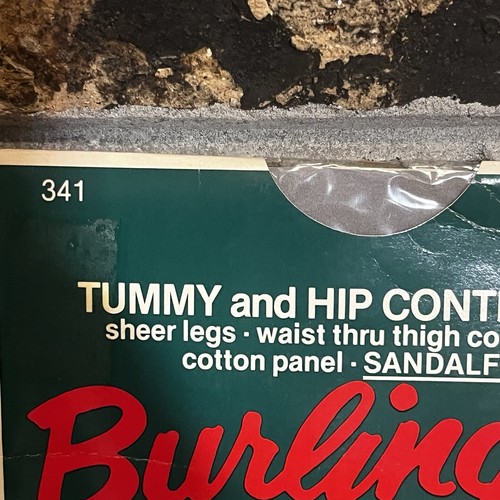 341
TUMMY and HIP CONT
sheer legs · waist thru thigh co
cotton panel · SANDALF
Burlin